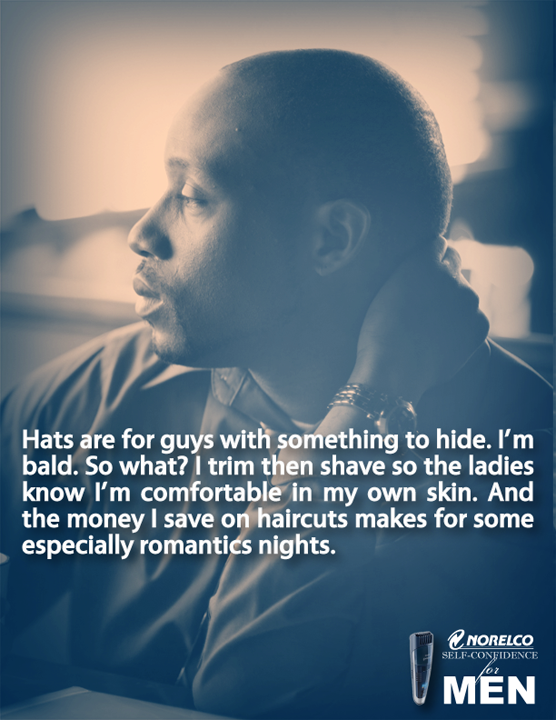 Hats are for guys with something to hide. I'm
bald. So what? I trim then shave so the ladies
know I'm comfortable in my own skin. And
the money I save on haircuts makes for some
especially romantics nights.
NORELCO
SELF-CONFIDENCE
for
MEN